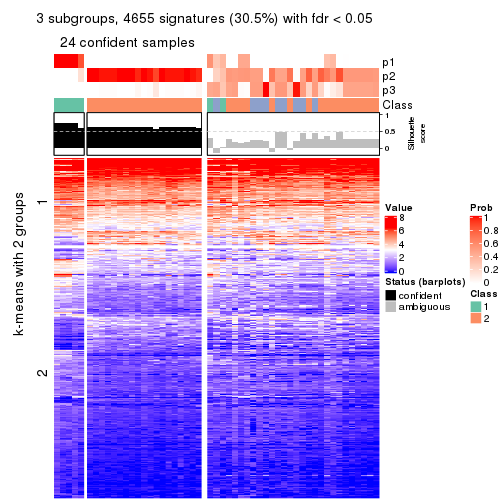 3 subgroups, 4655 signatures (30.5%) with fdr < 0.05
24 confident samples
p1
p2
p3
Class
1
0.5
0
Silhouette
score
k-means with 2 groups
1
2
Value
8
6
4
2
0
Status (barplots)
confident
ambiguous
Prob
1
0.8
0.6
0.4
0.2
0
Class
1
2